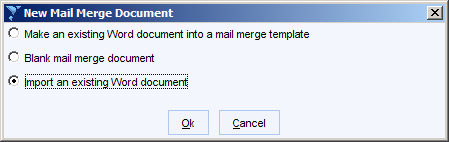 New Mail Merge Document
Make an existing Word document into a mail merge template
Blank mail merge document
Import an existing Word document
Ok Cancel